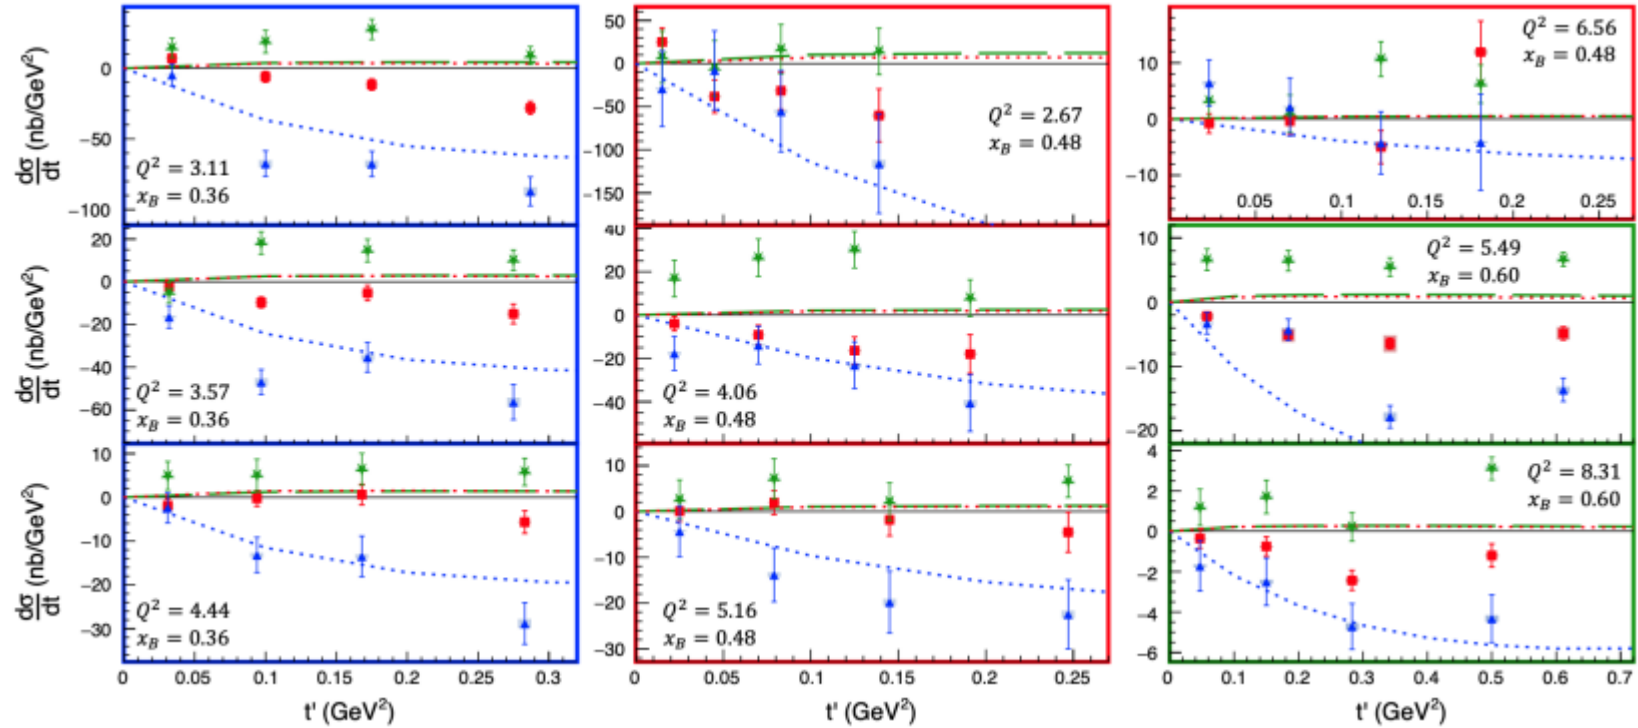 dσ/dt (nb/GeV²)
0
−50
−100
Q² = 3.11
x_B = 0.36
50
0
−50
−100
−150
Q² = 2.67
x_B = 0.48
10
0
−10
Q² = 6.56
x_B = 0.48
0.05 0.1 0.15 0.2 0.25
dσ/dt (nb/GeV²)
20
0
−20
−40
−60
Q² = 3.57
x_B = 0.36
40
20
0
−20
−40
Q² = 4.06
x_B = 0.48
10
0
−10
−20
Q² = 5.49
x_B = 0.60
dσ/dt (nb/GeV²)
10
0
−10
−20
−30
Q² = 4.44
x_B = 0.36
10
0
−10
−20
−30
Q² = 5.16
x_B = 0.48
4
2
0
−2
−4
−6
Q² = 8.31
x_B = 0.60
0 0.05 0.1 0.15 0.2 0.25 0.3
t' (GeV²)
0 0.05 0.1 0.15 0.2 0.25
t' (GeV²)
0 0.1 0.2 0.3 0.4 0.5 0.6 0.7
t' (GeV²)